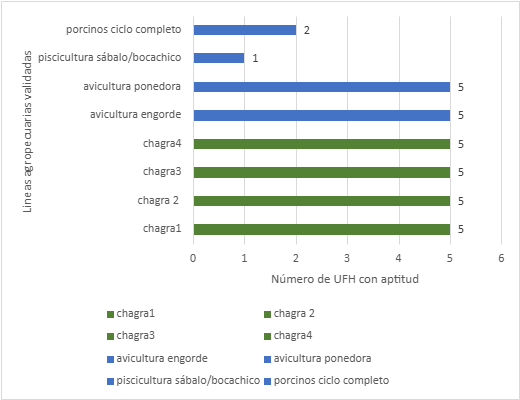 porcinos ciclo completo 2
piscicultura sábalo/bocachico 1
avicultura ponedora 5
avicultura engorde 5
chagra4 5
chagra3 5
chagra 2 5
chagra1 5
Lineas agropecuarias validadas
0 1 2 3 4 5 6
Número de UFH con aptitud
chagra1 chagra 2
chagra3 chagra4
avicultura engorde avicultura ponedora
piscicultura sábalo/bocachico porcinos ciclo completo